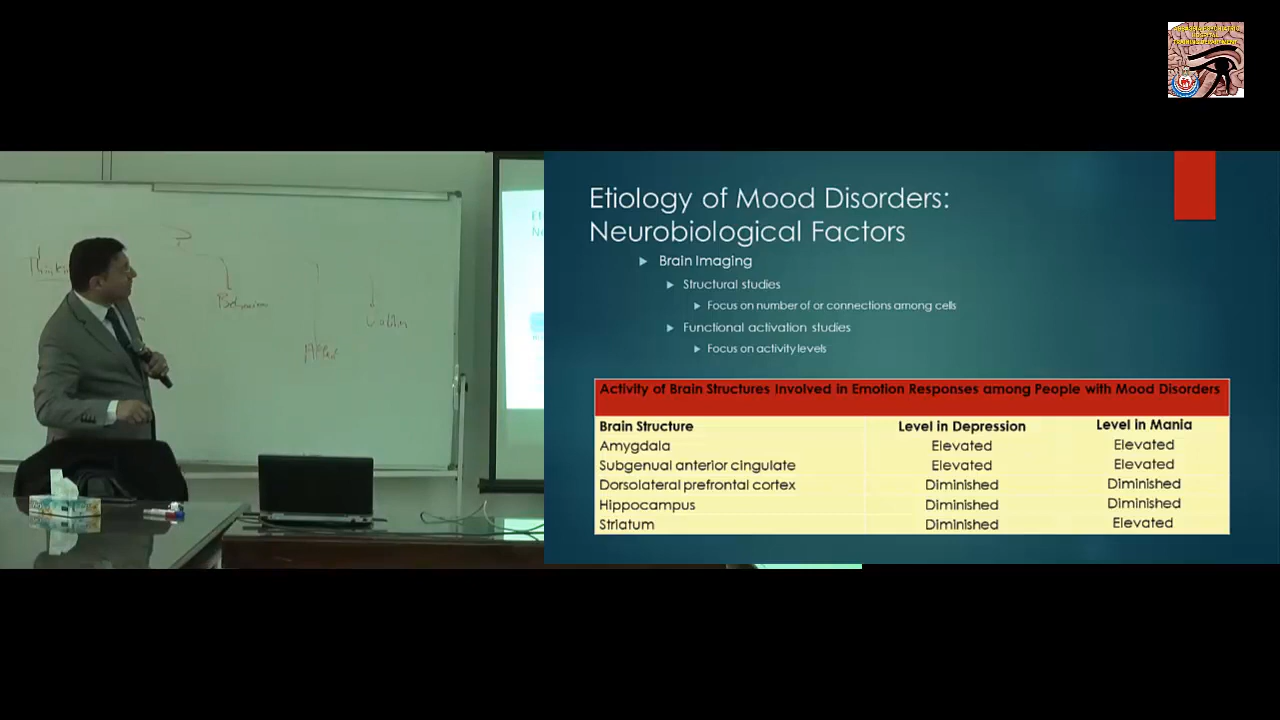 HOSPITAL
Etiology of Mood Disorders:
Neurobiological Factors
Brain Imaging
Structural studies
Focus on number of or connections among cells
Functional activation studies
Focus on activity levels
Activity of Brain Structures Involved in Emotion Responses among People with Mood Disorders
Brain Structure Level in Depression Level in Mania
Amygdala Elevated Elevated
Subgenual anterior cingulate Elevated Elevated
Dorsolateral prefrontal cortex Diminished Diminished
Hippocampus Diminished Diminished
Striatum Diminished Elevated